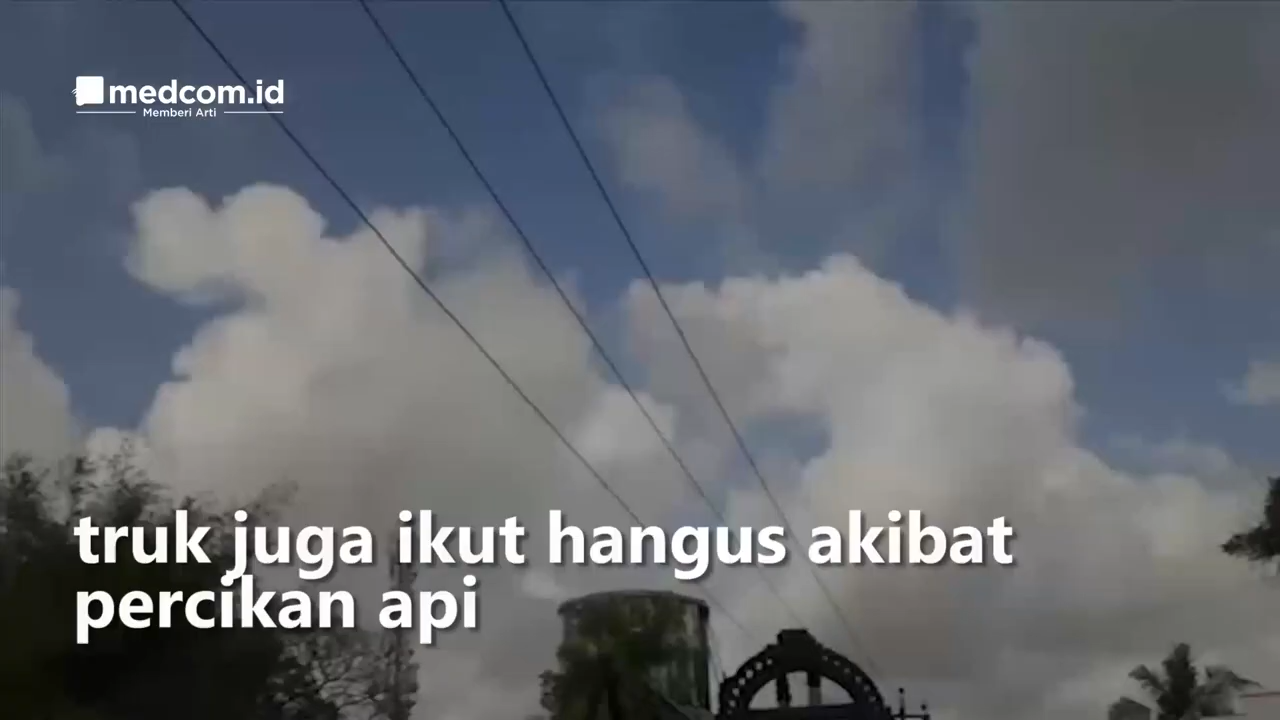 medcom.id
Memberi Arti
truk juga ikut hangus akibat
percikan api